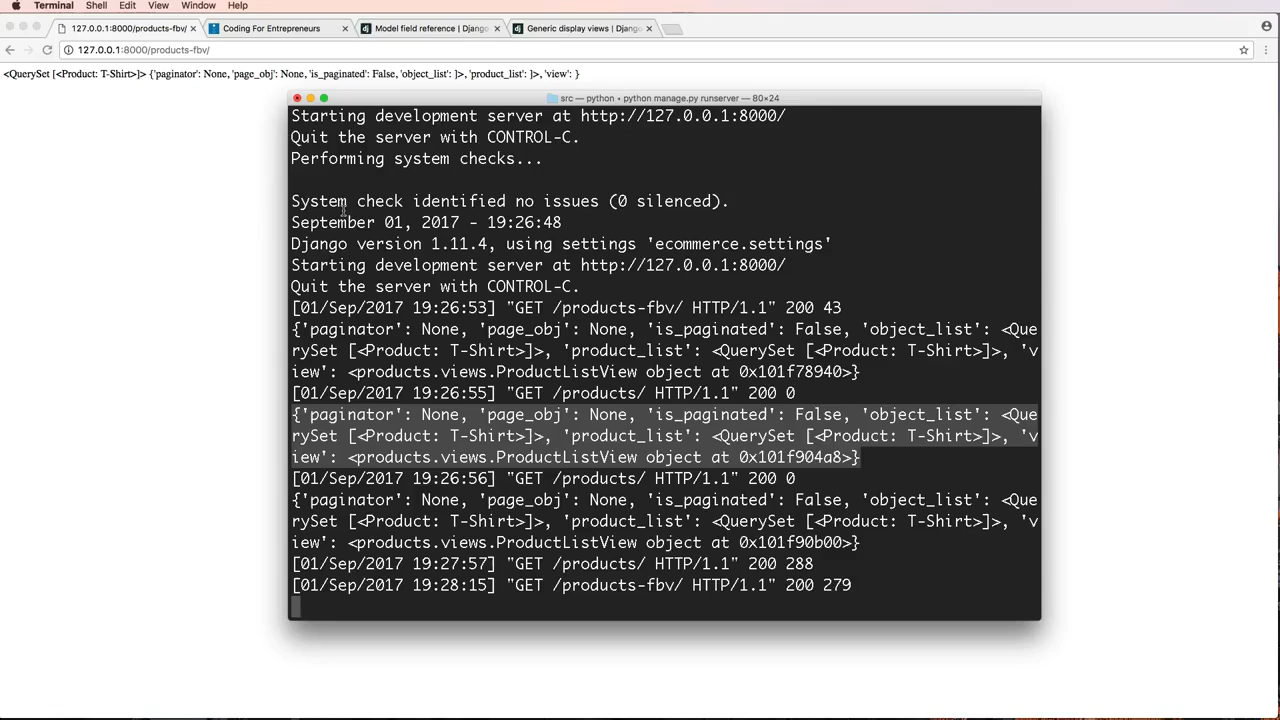 Terminal Shell Edit View Window Help
127.0.0.1:8000/products-fbv/ Coding For Entrepreneurs Model field reference | Django Generic display views | Django
127.0.0.1:8000/products-fbv/
<QuerySet [<Product: T-Shirt>]> {'paginator': None, 'page_obj': None, 'is_paginated': False, 'object_list': ]>, 'product_list': ]>, 'view': }
src — python • python manage.py runserver — 80×24
Starting development server at http://127.0.0.1:8000/
Quit the server with CONTROL-C.
Performing system checks...
System check identified no issues (0 silenced).
September 01, 2017 - 19:26:48
Django version 1.11.4, using settings 'ecommerce.settings'
Starting development server at http://127.0.0.1:8000/
Quit the server with CONTROL-C.
[01/Sep/2017 19:26:53] "GET /products-fbv/ HTTP/1.1" 200 43
{'paginator': None, 'page_obj': None, 'is_paginated': False, 'object_list': <Que
rySet [<Product: T-Shirt>]>, 'product_list': <QuerySet [<Product: T-Shirt>]>, 'v
iew': <products.views.ProductListView object at 0x101f78940>}
[01/Sep/2017 19:26:55] "GET /products/ HTTP/1.1" 200 0
{'paginator': None, 'page_obj': None, 'is_paginated': False, 'object_list': <Que
rySet [<Product: T-Shirt>]>, 'product_list': <QuerySet [<Product: T-Shirt>]>, 'v
iew': <products.views.ProductListView object at 0x101f904a8>}
[01/Sep/2017 19:26:56] "GET /products/ HTTP/1.1" 200 0
{'paginator': None, 'page_obj': None, 'is_paginated': False, 'object_list': <Que
rySet [<Product: T-Shirt>]>, 'product_list': <QuerySet [<Product: T-Shirt>]>, 'v
iew': <products.views.ProductListView object at 0x101f90b00>}
[01/Sep/2017 19:27:57] "GET /products/ HTTP/1.1" 200 288
[01/Sep/2017 19:28:15] "GET /products-fbv/ HTTP/1.1" 200 279